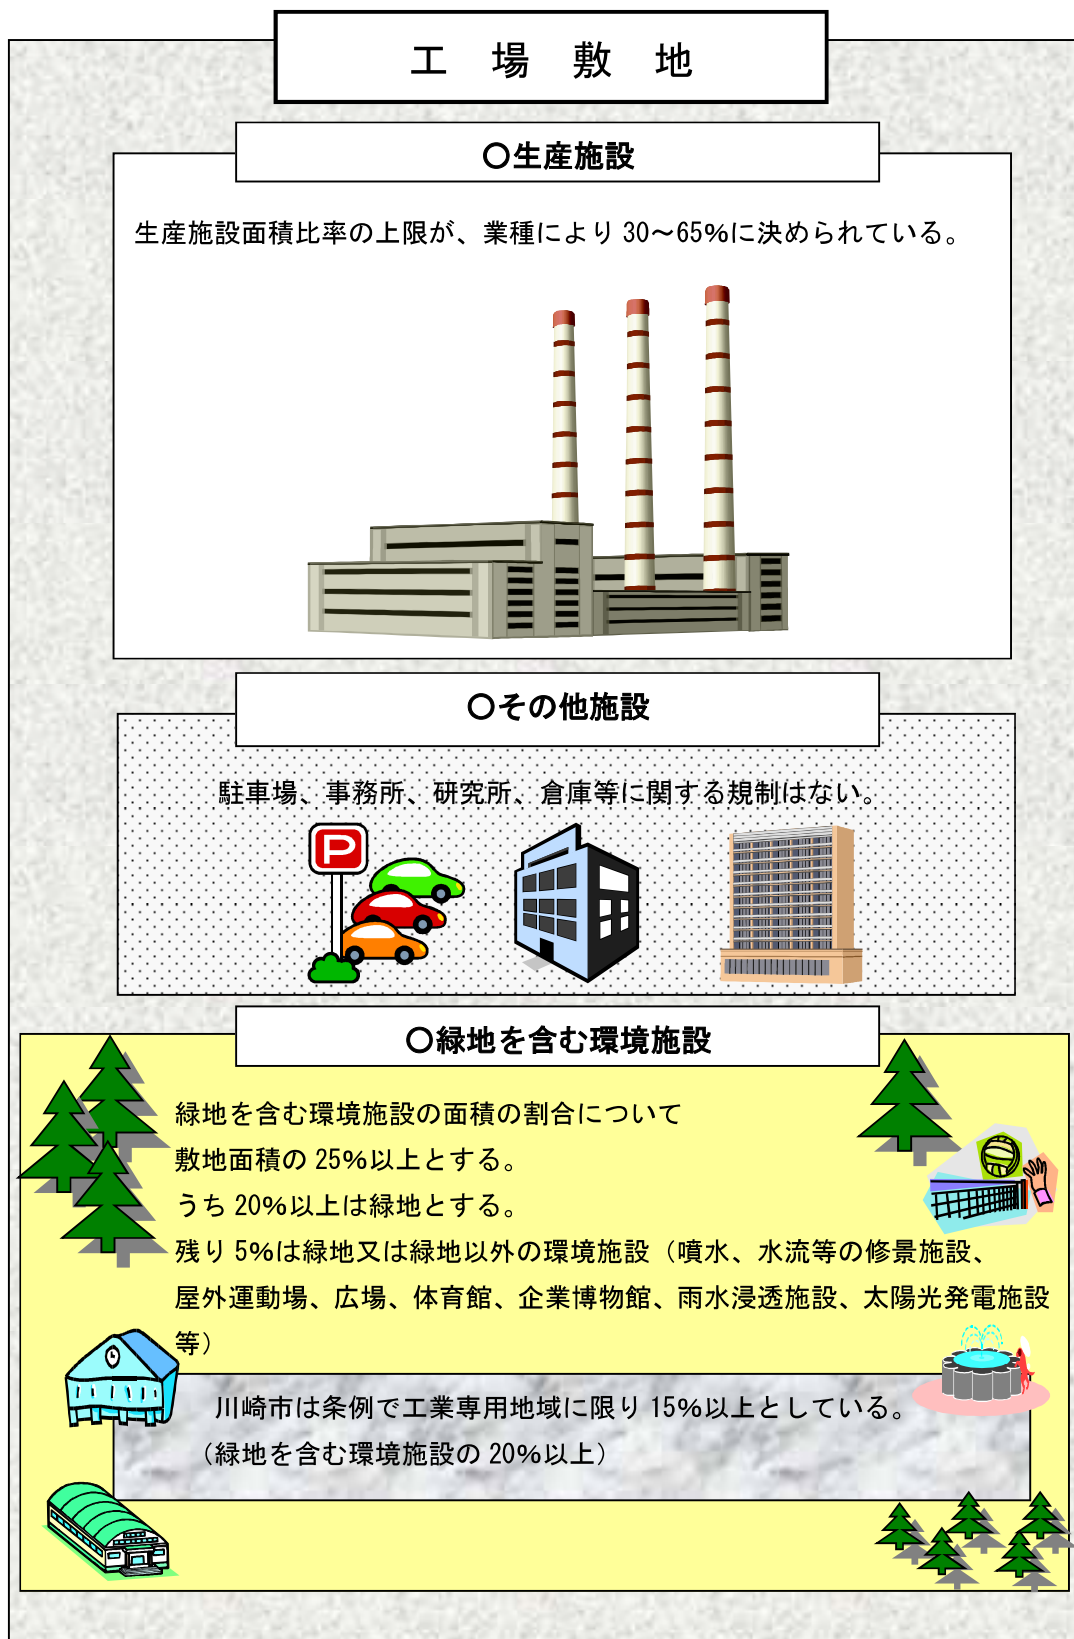 工 場 敷 地
○生産施設
生産施設面積比率の上限が、業種により 30～65%に決められている。
○その他施設
駐車場、事務所、研究所、倉庫等に関する規制はない。
P
○緑地を含む環境施設
緑地を含む環境施設の面積の割合について
敷地面積の 25%以上とする。
うち 20%以上は緑地とする。
残り 5%は緑地又は緑地以外の環境施設（噴水、水流等の修景施設、
屋外運動場、広場、体育館、企業博物館、雨水浸透施設、太陽光発電施設
等）
川崎市は条例で工業専用地域に限り 15%以上としている。
（緑地を含む環境施設の 20%以上）